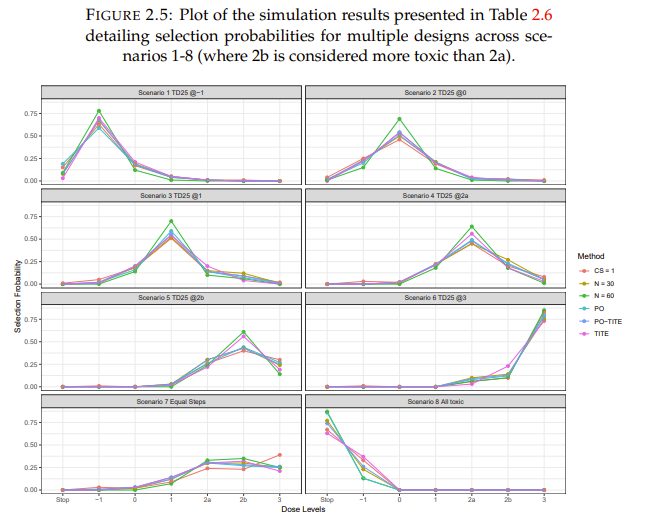 FIGURE 2.5: Plot of the simulation results presented in Table 2.6
detailing selection probabilities for multiple designs across sce-
narios 1-8 (where 2b is considered more toxic than 2a).
Scenario 1 TD25 @−1
Scenario 2 TD25 @0
0.75
0.50
0.25
0.00
Scenario 3 TD25 @1
Scenario 4 TD25 @2a
0.75
0.50
0.25
0.00
Scenario 5 TD25 @2b
Scenario 6 TD25 @3
0.75
0.50
0.25
0.00
Scenario 7 Equal Steps
Scenario 8 All toxic
0.75
0.50
0.25
0.00
Stop −1 0 1 2a 2b 3
Stop −1 0 1 2a 2b 3
Dose Levels
Selection Probability
Method
CS = 1
N = 30
N = 60
PO
PO−TITE
TITE